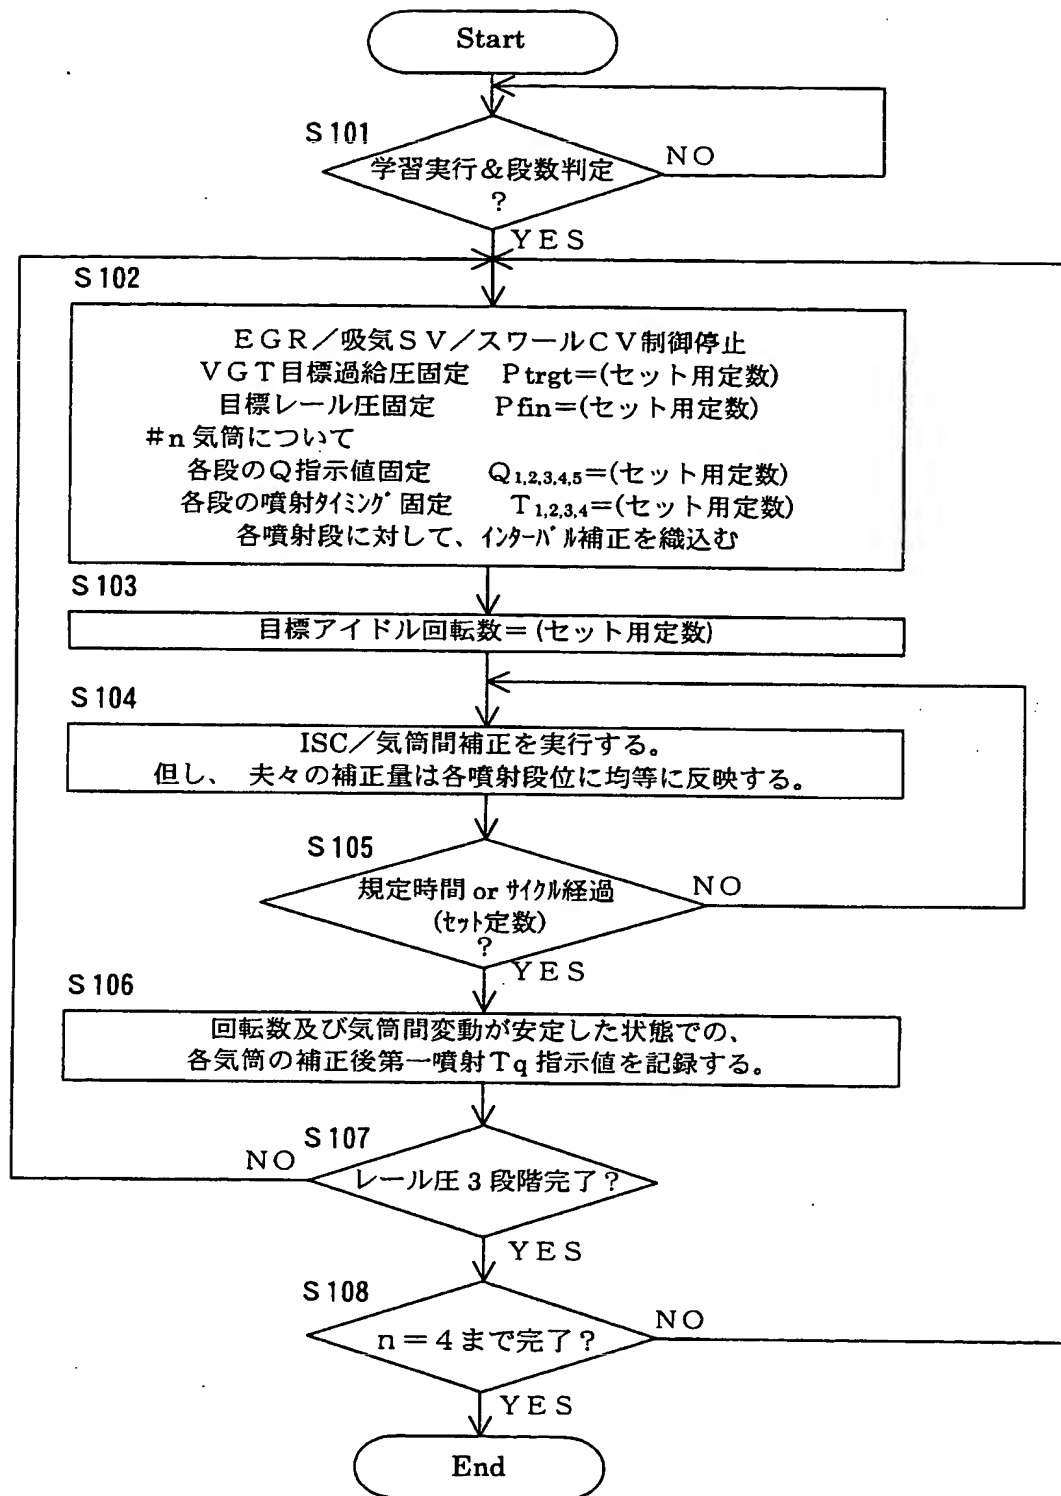 Start
S101
学習実行＆段数判定
?
NO
YES
S102
EGR／吸気SV／スワールCV制御停止
VGT目標過給圧固定　Ptrgt=(セット用定数)
目標レール圧固定　Pfin=(セット用定数)
#n気筒について
各段のQ指示値固定　Q1,2,3,4,5=(セット用定数)
各段の噴射ﾀｲﾐﾝｸﾞ固定　T1,2,3,4=(セット用定数)
各噴射段に対して、ｲﾝﾀｰﾊﾞﾙ補正を織込む
S103
目標アイドル回転数＝(セット用定数)
S104
ISC／気筒間補正を実行する。
但し、夫々の補正量は各噴射段位に均等に反映する。
S105
規定時間 or ｻｲｸﾙ経過
(ｾｯﾄ定数)
?
NO
YES
S106
回転数及び気筒間変動が安定した状態での、
各気筒の補正後第一噴射Tq指示値を記録する。
S107
NO
レール圧3段階完了?
YES
S108
n＝4まで完了?
NO
YES
End